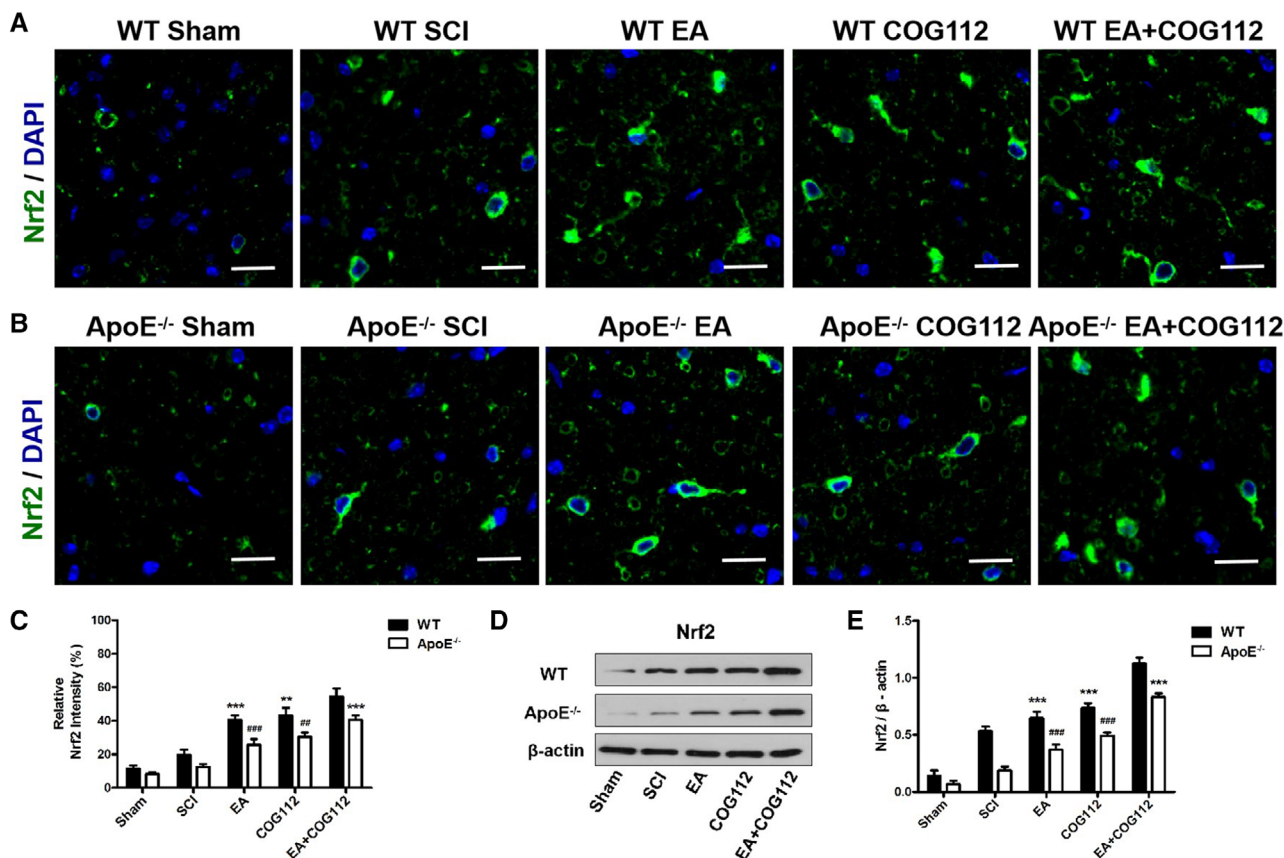 A
WT Sham WT SCI WT EA WT COG112 WT EA+COG112
Nrf2 / DAPI
B
ApoE-/- Sham ApoE-/- SCI ApoE-/- EA ApoE-/- COG112 ApoE-/- EA+COG112
Nrf2 / DAPI
C
Relative
Nrf2 Intensity (%)
100
80
60
40
20
0
WT
ApoE-/-
*** ### ** ## ***
Sham SCI EA COG112 EA+COG112
D
Nrf2
WT
ApoE-/-
β-actin
Sham SCI EA COG112 EA+COG112
E
Nrf2 / β - actin
1.5
1.0
0.5
0.0
WT
ApoE-/-
*** ### *** ### ***
Sham SCI EA COG112 EA+COG112